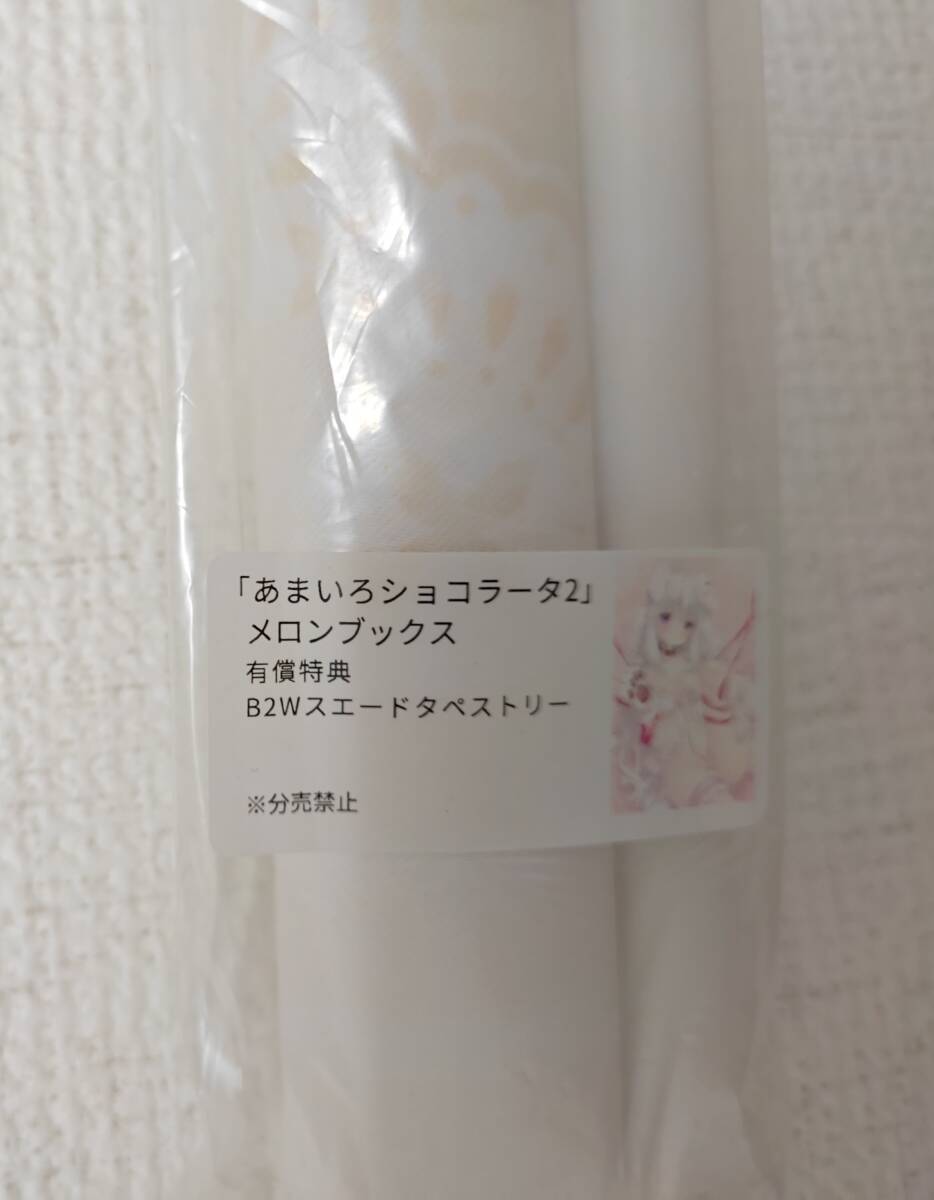 「あまいろショコラータ2」
メロンブックス
有償特典
B2Wスエードタペストリー
※分売禁止